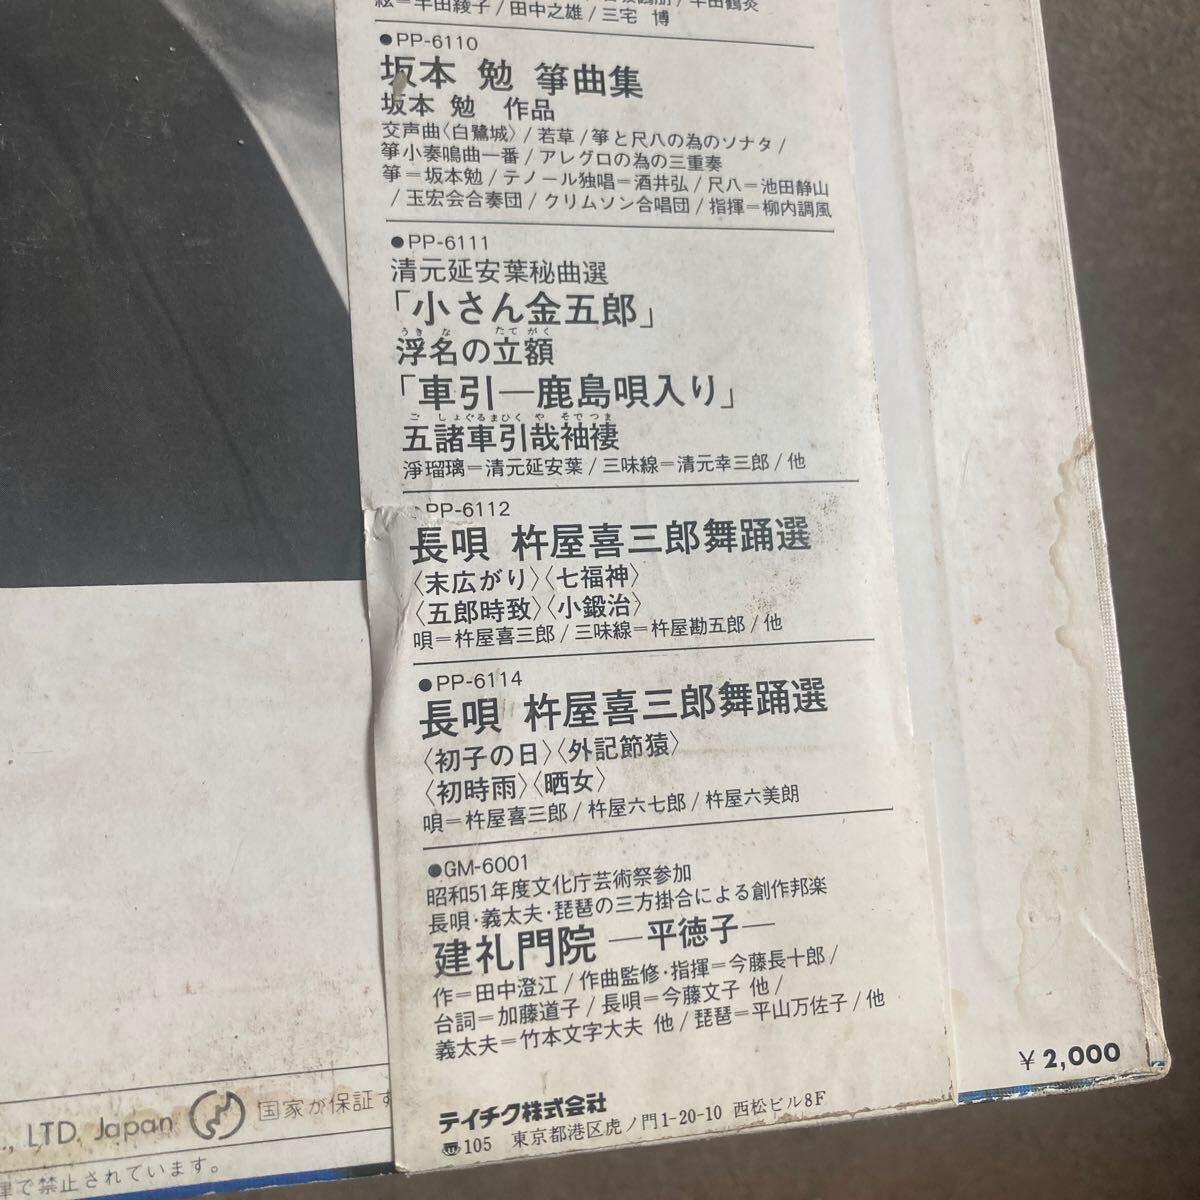 絃＝半田綾子/田中之雄/三宅 博
●PP-6110
坂本 勉 箏曲集
坂本 勉 作品
交声曲〈白鷺城〉/若草/箏と尺八の為のソナタ/
箏小奏鳴曲一番/アレグロの為の三重奏
箏＝坂本勉/テノール独唱＝酒井弘/尺八＝池田静山
/玉宏会合奏団/クリムソン合唱団/指揮＝柳内調風
●PP-6111
清元延安葉秘曲選
「小さん金五郎」
うきな たてがく
浮名の立額
「車引—鹿島唄入り」
ごしょぐるまひくやそでつま
五諸車引哉袖褄
浄瑠璃＝清元延安葉/三味線＝清元幸三郎/他
PP-6112
長唄 杵屋喜三郎舞踊選
〈末広がり〉〈七福神〉
〈五郎時致〉〈小鍛治〉
唄＝杵屋喜三郎/三味線＝杵屋勘五郎/他
●PP-6114
長唄 杵屋喜三郎舞踊選
〈初子の日〉〈外記節猿〉
〈初時雨〉〈晒女〉
唄＝杵屋喜三郎/杵屋六七郎/杵屋六美朗
●GM-6001
昭和51年度文化庁芸術祭参加
長唄・義太夫・琵琶の三方掛合による創作邦楽
建礼門院 —平徳子—
作＝田中澄江/作曲監修・指揮＝今藤長十郎/
台詞＝加藤道子/長唄＝今藤文子 他/
義太夫＝竹本文字大夫 他/琵琶＝平山万佐子/他
テイチク株式会社
〠105 東京都港区虎ノ門1-20-10 西松ビル8F
¥2,000
., LTD. Japan
国家が保証す
律で禁止されています。